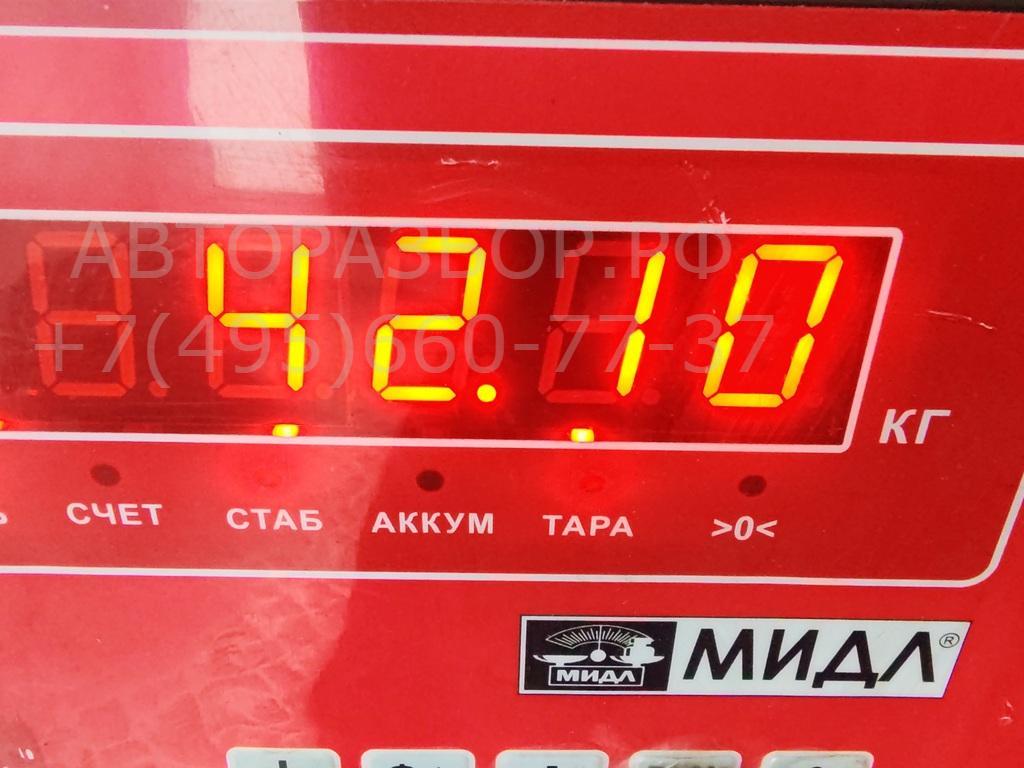 АВТОРАЗБОР.РФ
+7(495)660-77-37
42.10
КГ
СЧЕТ СТАБ АККУМ ТАРА >0<
МИДЛ МИДЛ®